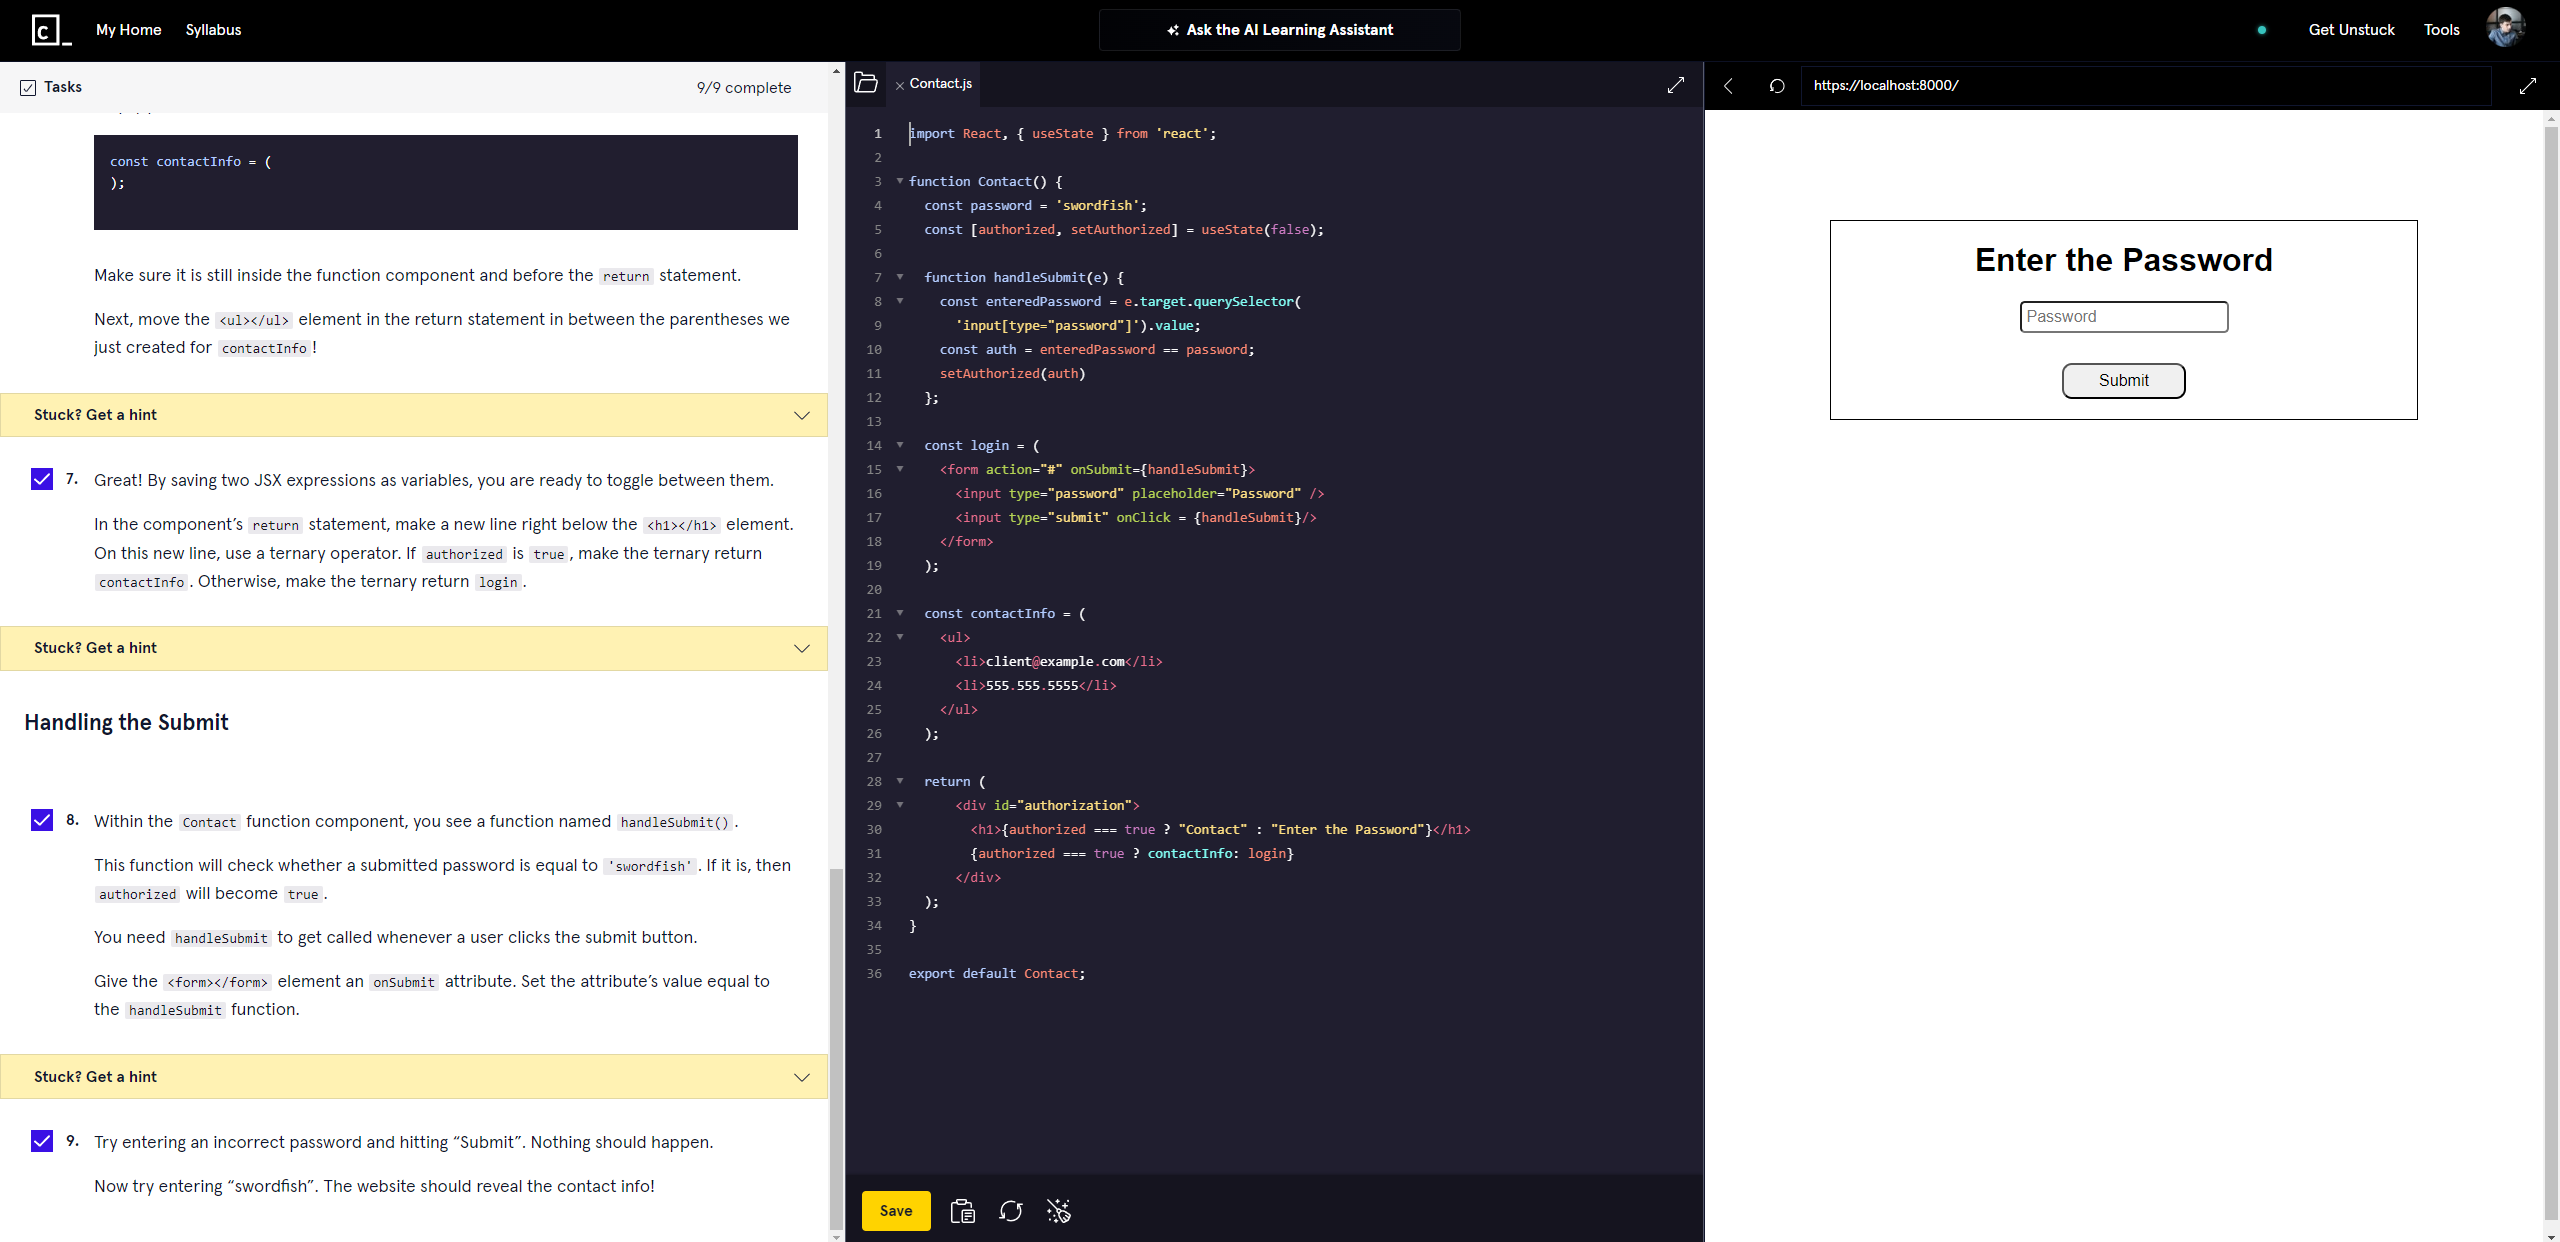 My Home
Syllabus
Ask the AI Learning Assistant
Get Unstuck
Tools
Tasks
9/9 complete
const contactInfo = (
);
Make sure it is still inside the function component and before the return statement.
Next, move the <ul></ul> element in the return statement in between the parentheses we
just created for contactInfo!
Stuck? Get a hint
7. Great! By saving two JSX expressions as variables, you are ready to toggle between them.
In the component’s return statement, make a new line right below the <h1></h1> element.
On this new line, use a ternary operator. If authorized is true, make the ternary return
contactInfo. Otherwise, make the ternary return login.
Stuck? Get a hint
Handling the Submit
8. Within the Contact function component, you see a function named handleSubmit().
This function will check whether a submitted password is equal to 'swordfish'. If it is, then
authorized will become true.
You need handleSubmit to get called whenever a user clicks the submit button.
Give the <form></form> element an onSubmit attribute. Set the attribute’s value equal to
the handleSubmit function.
Stuck? Get a hint
9. Try entering an incorrect password and hitting “Submit”. Nothing should happen.
Now try entering “swordfish”. The website should reveal the contact info!
Contact.js
1 import React, { useState } from 'react';
2
3 function Contact() {
4 const password = 'swordfish';
5 const [authorized, setAuthorized] = useState(false);
6
7 function handleSubmit(e) {
8 const enteredPassword = e.target.querySelector(
9 'input[type="password"]').value;
10 const auth = enteredPassword == password;
11 setAuthorized(auth)
12 };
13
14 const login = (
15 <form action="#" onSubmit={handleSubmit}>
16 <input type="password" placeholder="Password" />
17 <input type="submit" onClick = {handleSubmit}/>
18 </form>
19 );
20
21 const contactInfo = (
22 <ul>
23 <li>client@example.com</li>
24 <li>555.555.5555</li>
25 </ul>
26 );
27
28 return (
29 <div id="authorization">
30 <h1>{authorized === true ? "Contact" : "Enter the Password"}</h1>
31 {authorized === true ? contactInfo: login}
32 </div>
33 );
34 }
35
36 export default Contact;
Save
https://localhost:8000/
Enter the Password
Password
Submit